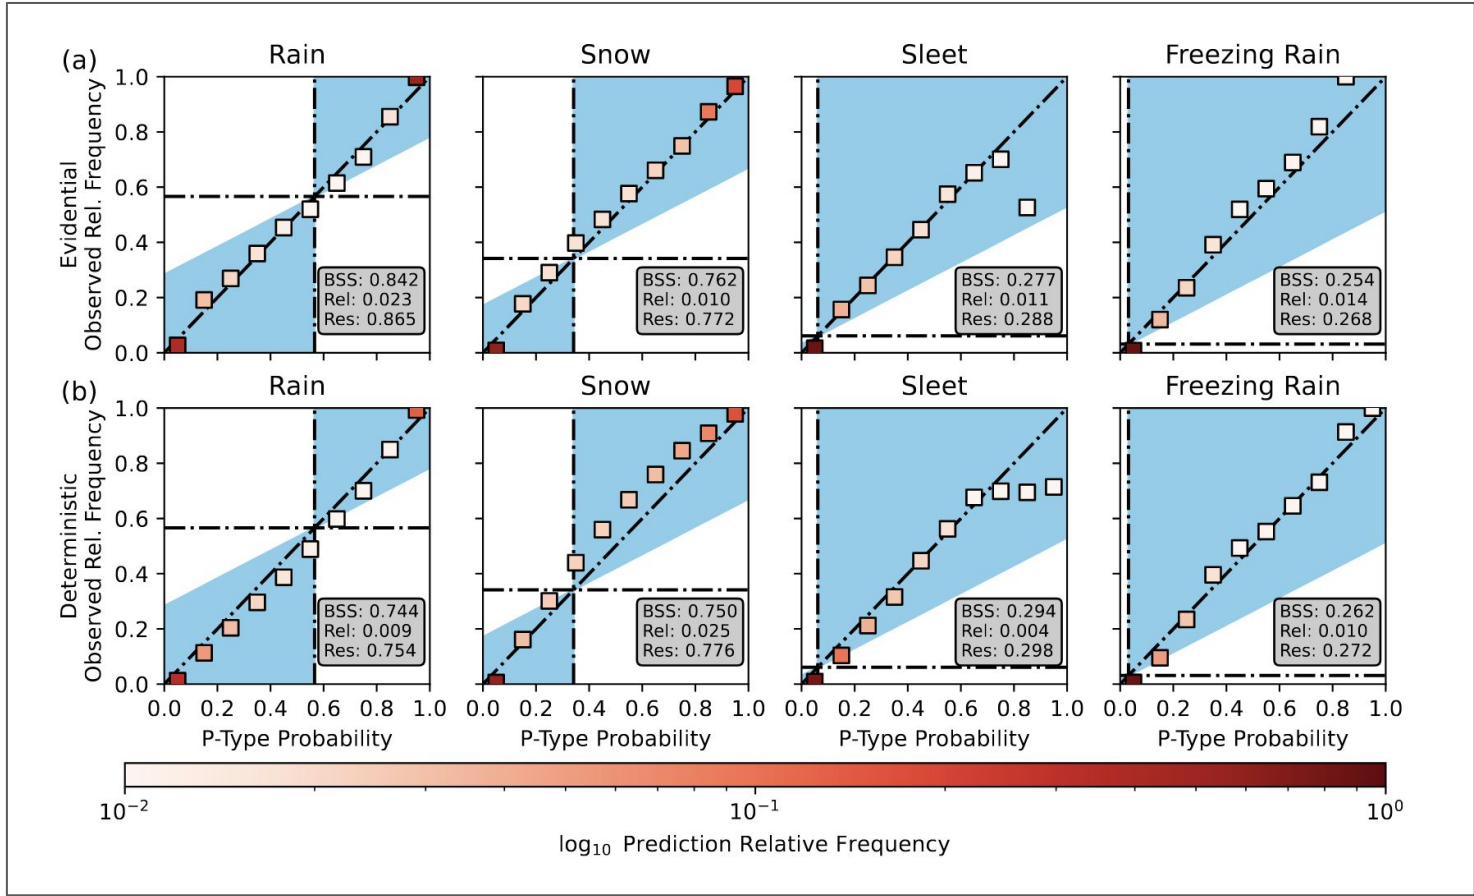 (a)
Rain
Snow
Sleet
Freezing Rain
Evidential
Observed Rel. Frequency
1.0
0.8
0.6
0.4
0.2
0.0
BSS: 0.842
Rel: 0.023
Res: 0.865
BSS: 0.762
Rel: 0.010
Res: 0.772
BSS: 0.277
Rel: 0.011
Res: 0.288
BSS: 0.254
Rel: 0.014
Res: 0.268
(b)
Rain
Snow
Sleet
Freezing Rain
Deterministic
Observed Rel. Frequency
1.0
0.8
0.6
0.4
0.2
0.0
BSS: 0.744
Rel: 0.009
Res: 0.754
BSS: 0.750
Rel: 0.025
Res: 0.776
BSS: 0.294
Rel: 0.004
Res: 0.298
BSS: 0.262
Rel: 0.010
Res: 0.272
0.0 0.2 0.4 0.6 0.8 1.0
0.0 0.2 0.4 0.6 0.8 1.0
0.0 0.2 0.4 0.6 0.8 1.0
0.0 0.2 0.4 0.6 0.8 1.0
P-Type Probability
P-Type Probability
P-Type Probability
P-Type Probability
10⁻² 10⁻¹ 10⁰
log₁₀ Prediction Relative Frequency